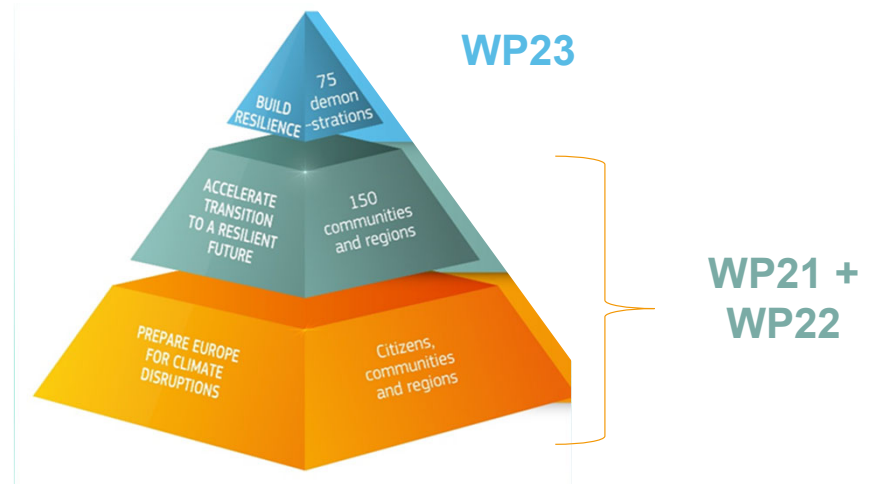 WP23
BUILD
RESILIENCE
75
demon
-strations
ACCELERATE
TRANSITION
TO A RESILIENT
FUTURE
150
communities
and regions
WP21 +
WP22
PREPARE EUROPE
FOR CLIMATE
DISRUPTIONS
Citizens,
communities
and regions